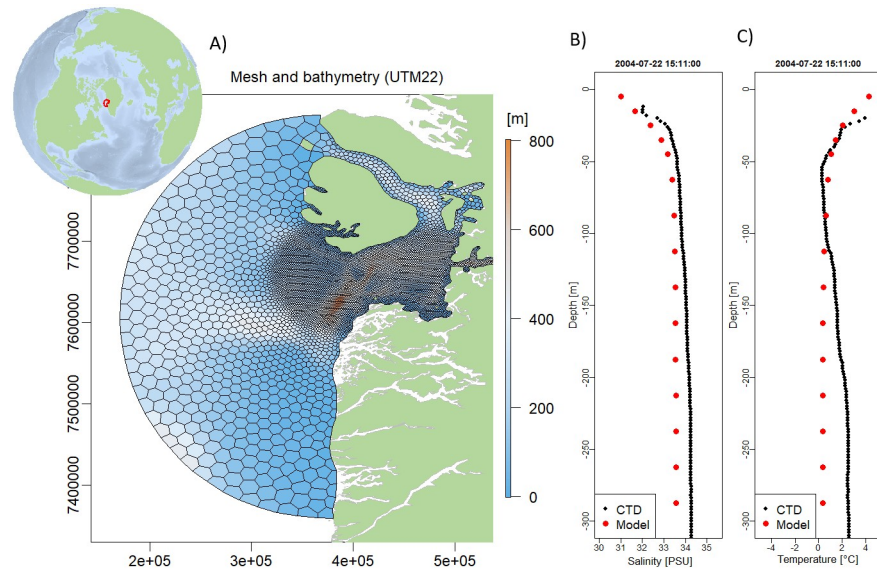 A)
Mesh and bathymetry (UTM22)
[m]
800
600
400
200
0
7700000
7600000
7500000
7400000
2e+05
3e+05
4e+05
5e+05
B)
2004-07-22 15:11:00
0
-50
-100
-150
-200
-250
-300
Depth [m]
CTD
Model
30
31
32
33
34
35
Salinity [PSU]
C)
2004-07-22 15:11:00
0
-50
-100
-150
-200
-250
-300
Depth [m]
CTD
Model
-4
-2
0
2
4
Temperature [°C]